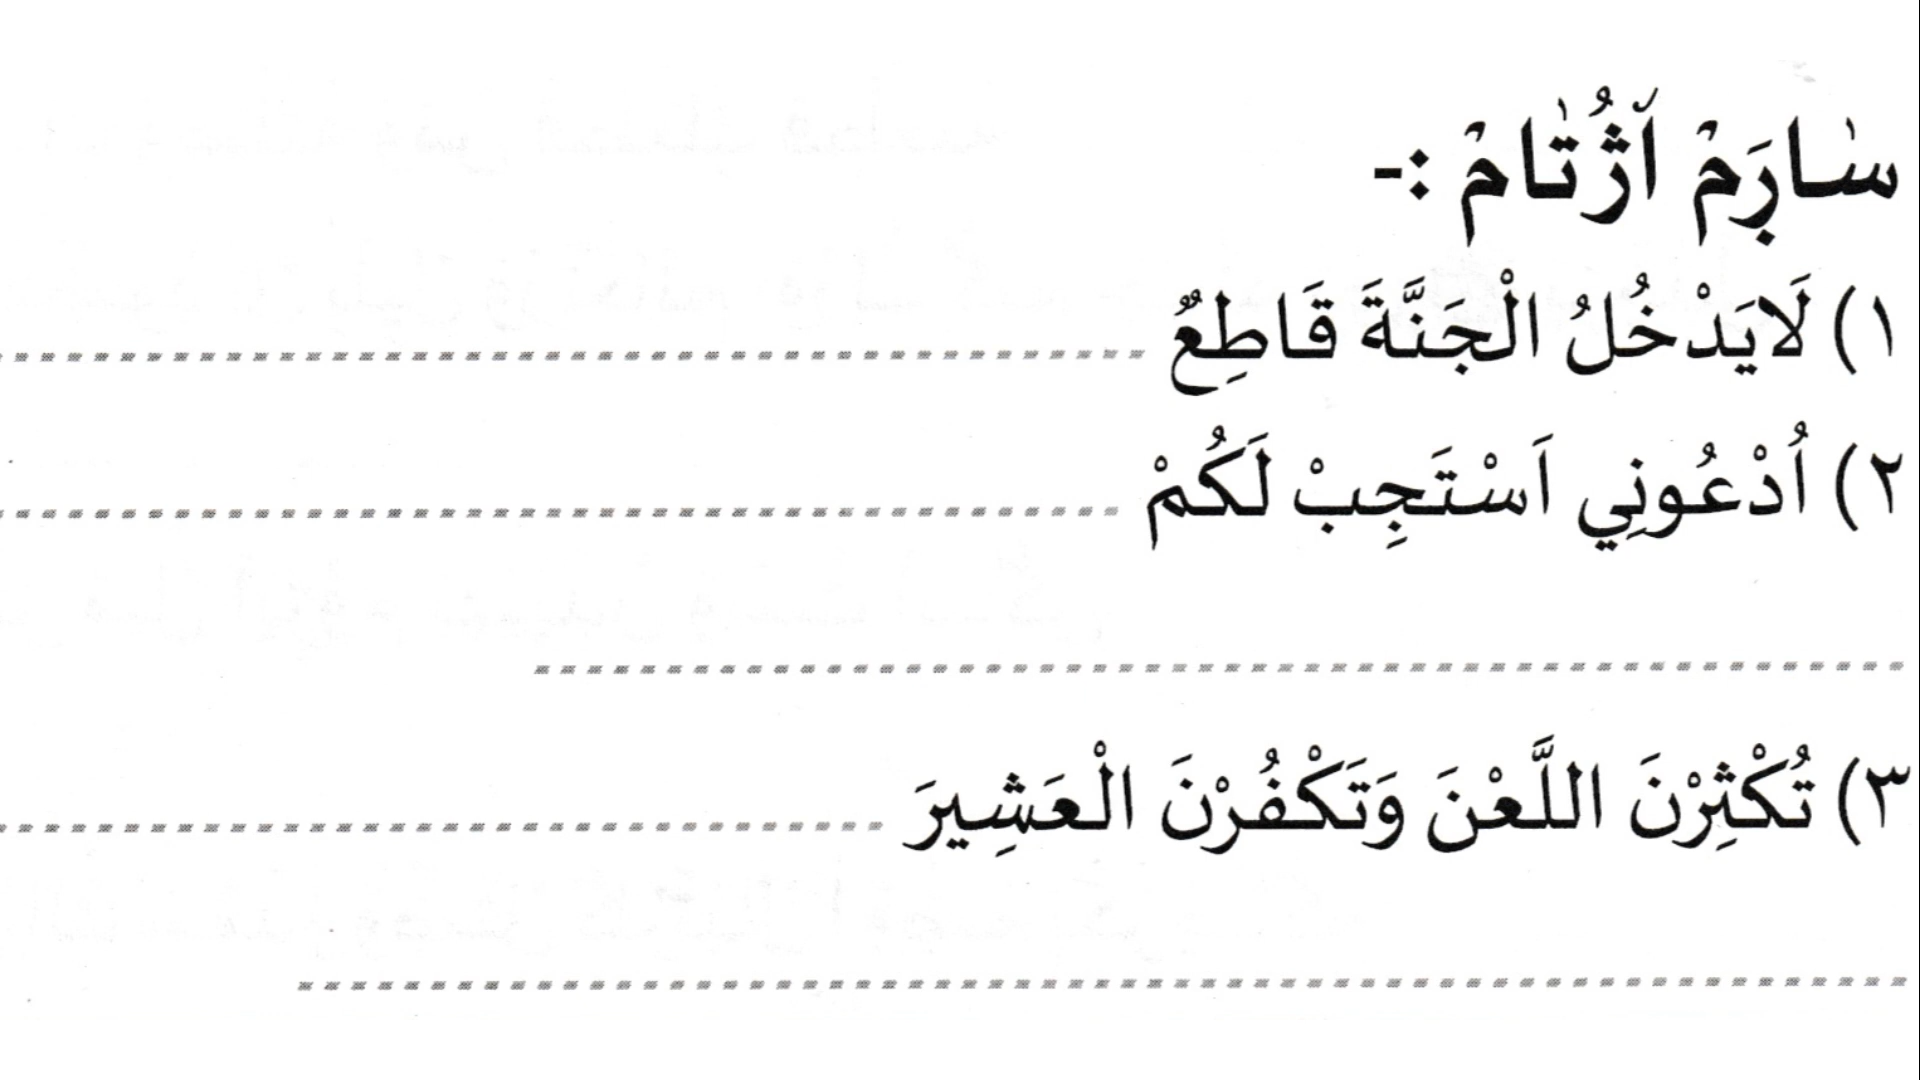 سٰارِمْ اۤرْتٰامْ :-
١) لَايَدْخُلُ الْجَنَّةَ قَاطِعٌ
٢) اُدْعُونِي اَسْتَجِبْ لَكُمْ
٣) تُكْثِرْنَ اللَّعْنَ وَتَكْفُرْنَ الْعَشِيرَ